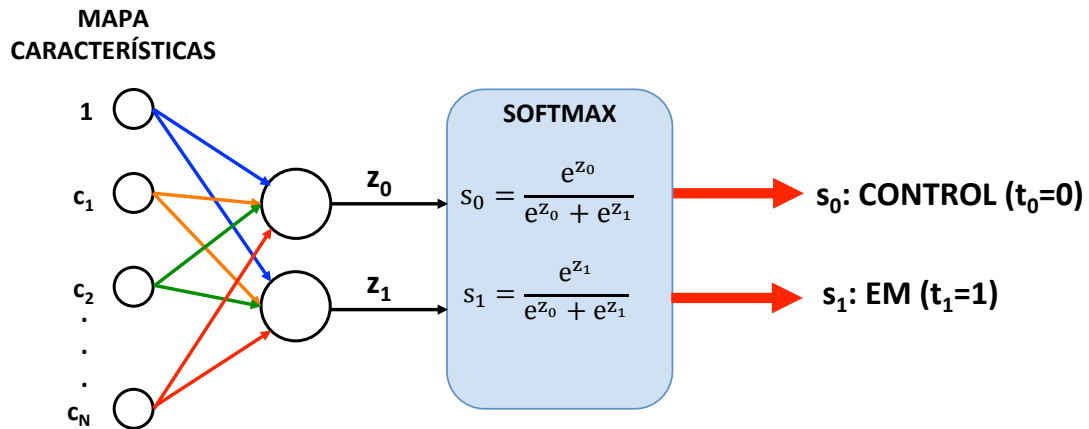 MAPA
CARACTERÍSTICAS
1
c₁
c₂
.
.
.
c_N
z₀
z₁
SOFTMAX
s₀ = e^{z₀} / (e^{z₀} + e^{z₁})
s₁ = e^{z₁} / (e^{z₀} + e^{z₁})
s₀: CONTROL (t₀=0)
s₁: EM (t₁=1)